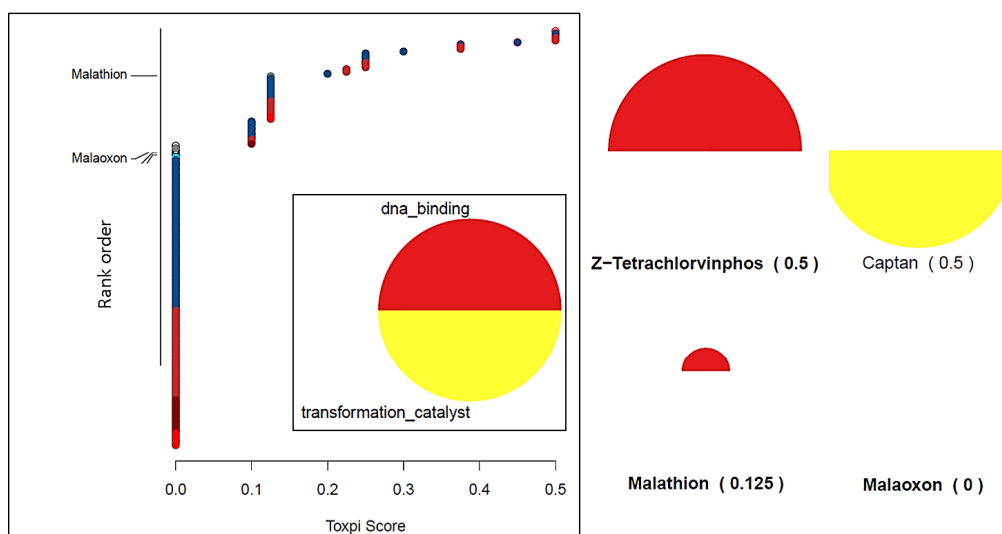 Malathion
Malaoxon
Rank order
dna_binding
transformation_catalyst
0.0 0.1 0.2 0.3 0.4 0.5
Toxpi Score
Z−Tetrachlorvinphos ( 0.5 )
Captan ( 0.5 )
Malathion ( 0.125 )
Malaoxon ( 0 )